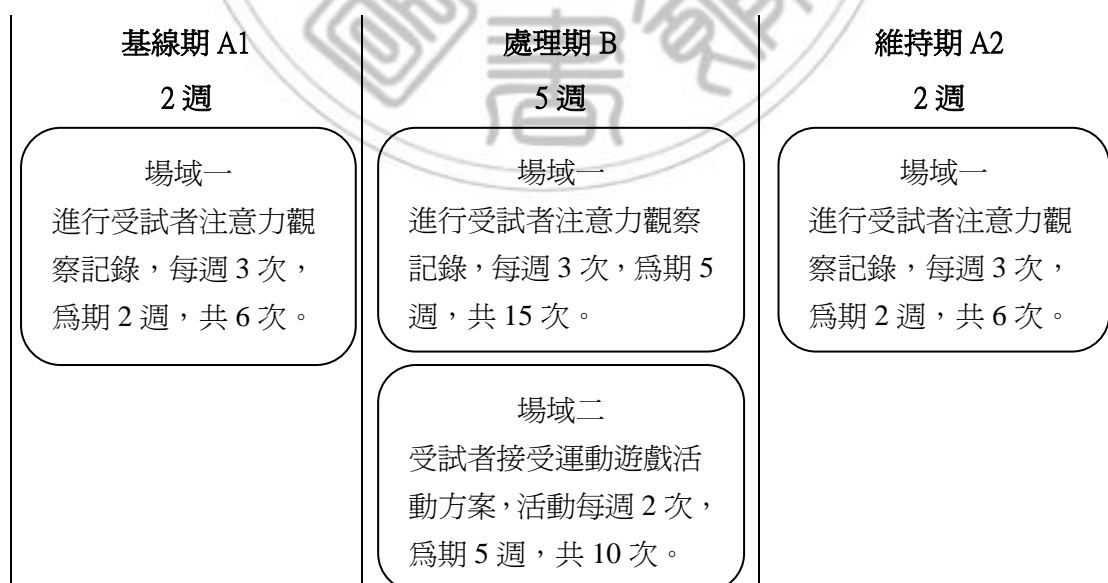 基線期 A1
2 週
場域一
進行受試者注意力觀
察記錄，每週 3 次，
爲期 2 週，共 6 次。
處理期 B
5 週
場域一
進行受試者注意力觀察
記錄，每週 3 次，爲期 5
週，共 15 次。
場域二
受試者接受運動遊戲活
動方案，活動每週 2 次，
爲期 5 週，共 10 次。
維持期 A2
2 週
場域一
進行受試者注意力觀
察記錄，每週 3 次，
爲期 2 週，共 6 次。